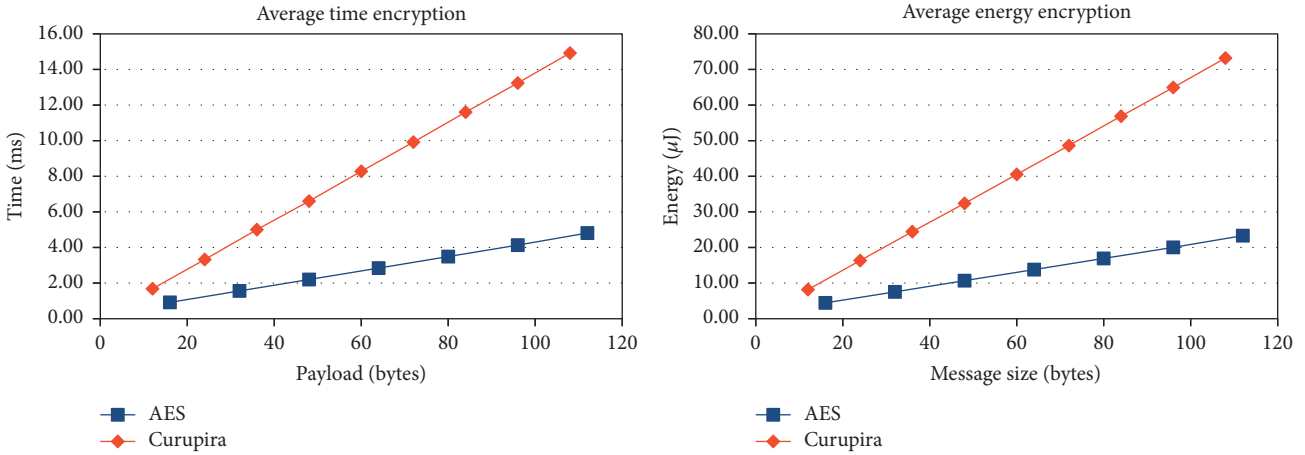 Average time encryption
16.00
14.00
12.00
10.00
8.00
6.00
4.00
2.00
0.00
Time (ms)
0 20 40 60 80 100 120
Payload (bytes)
AES
Curupira
Average energy encryption
80.00
70.00
60.00
50.00
40.00
30.00
20.00
10.00
0.00
Energy (μJ)
0 20 40 60 80 100 120
Message size (bytes)
AES
Curupira